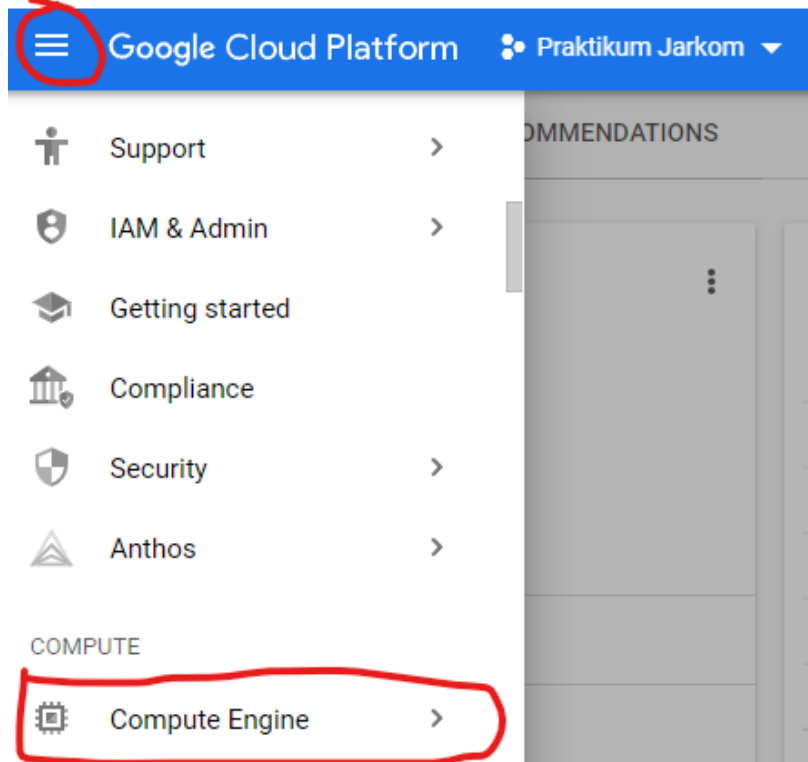 Google Cloud Platform Praktikum Jarkom
OMMENDATIONS
Support
IAM & Admin
Getting started
Compliance
Security
Anthos
COMPUTE
Compute Engine